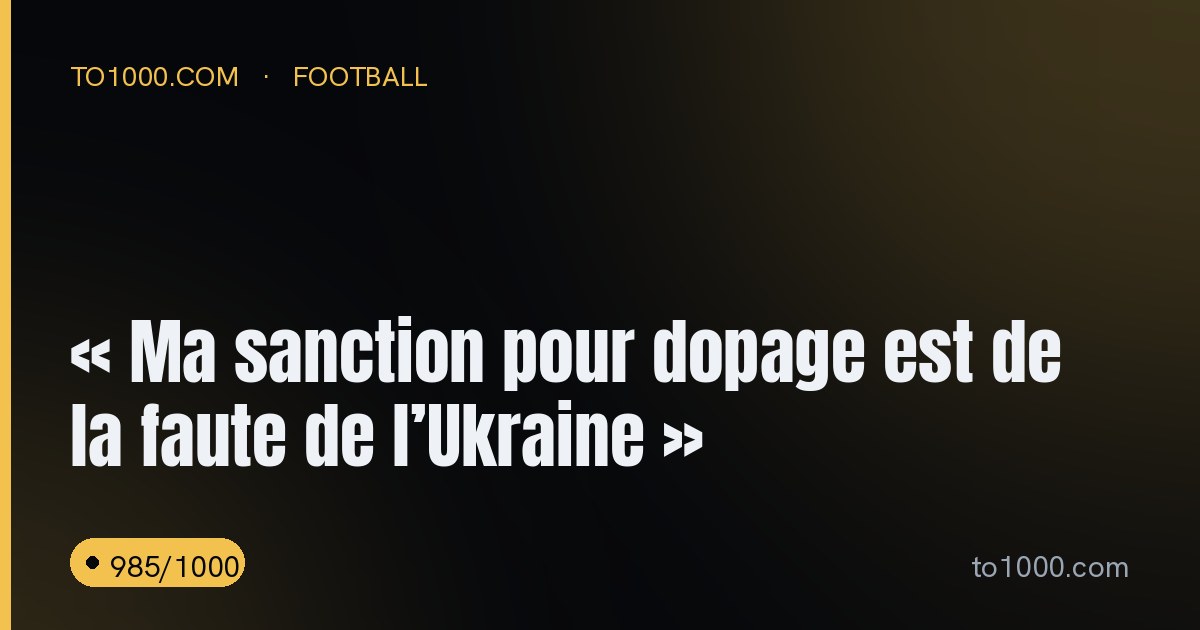 TO1000.COM · FOOTBALL
« Ma sanction pour dopage est de
la faute de l’Ukraine »
985/1000
to1000.com